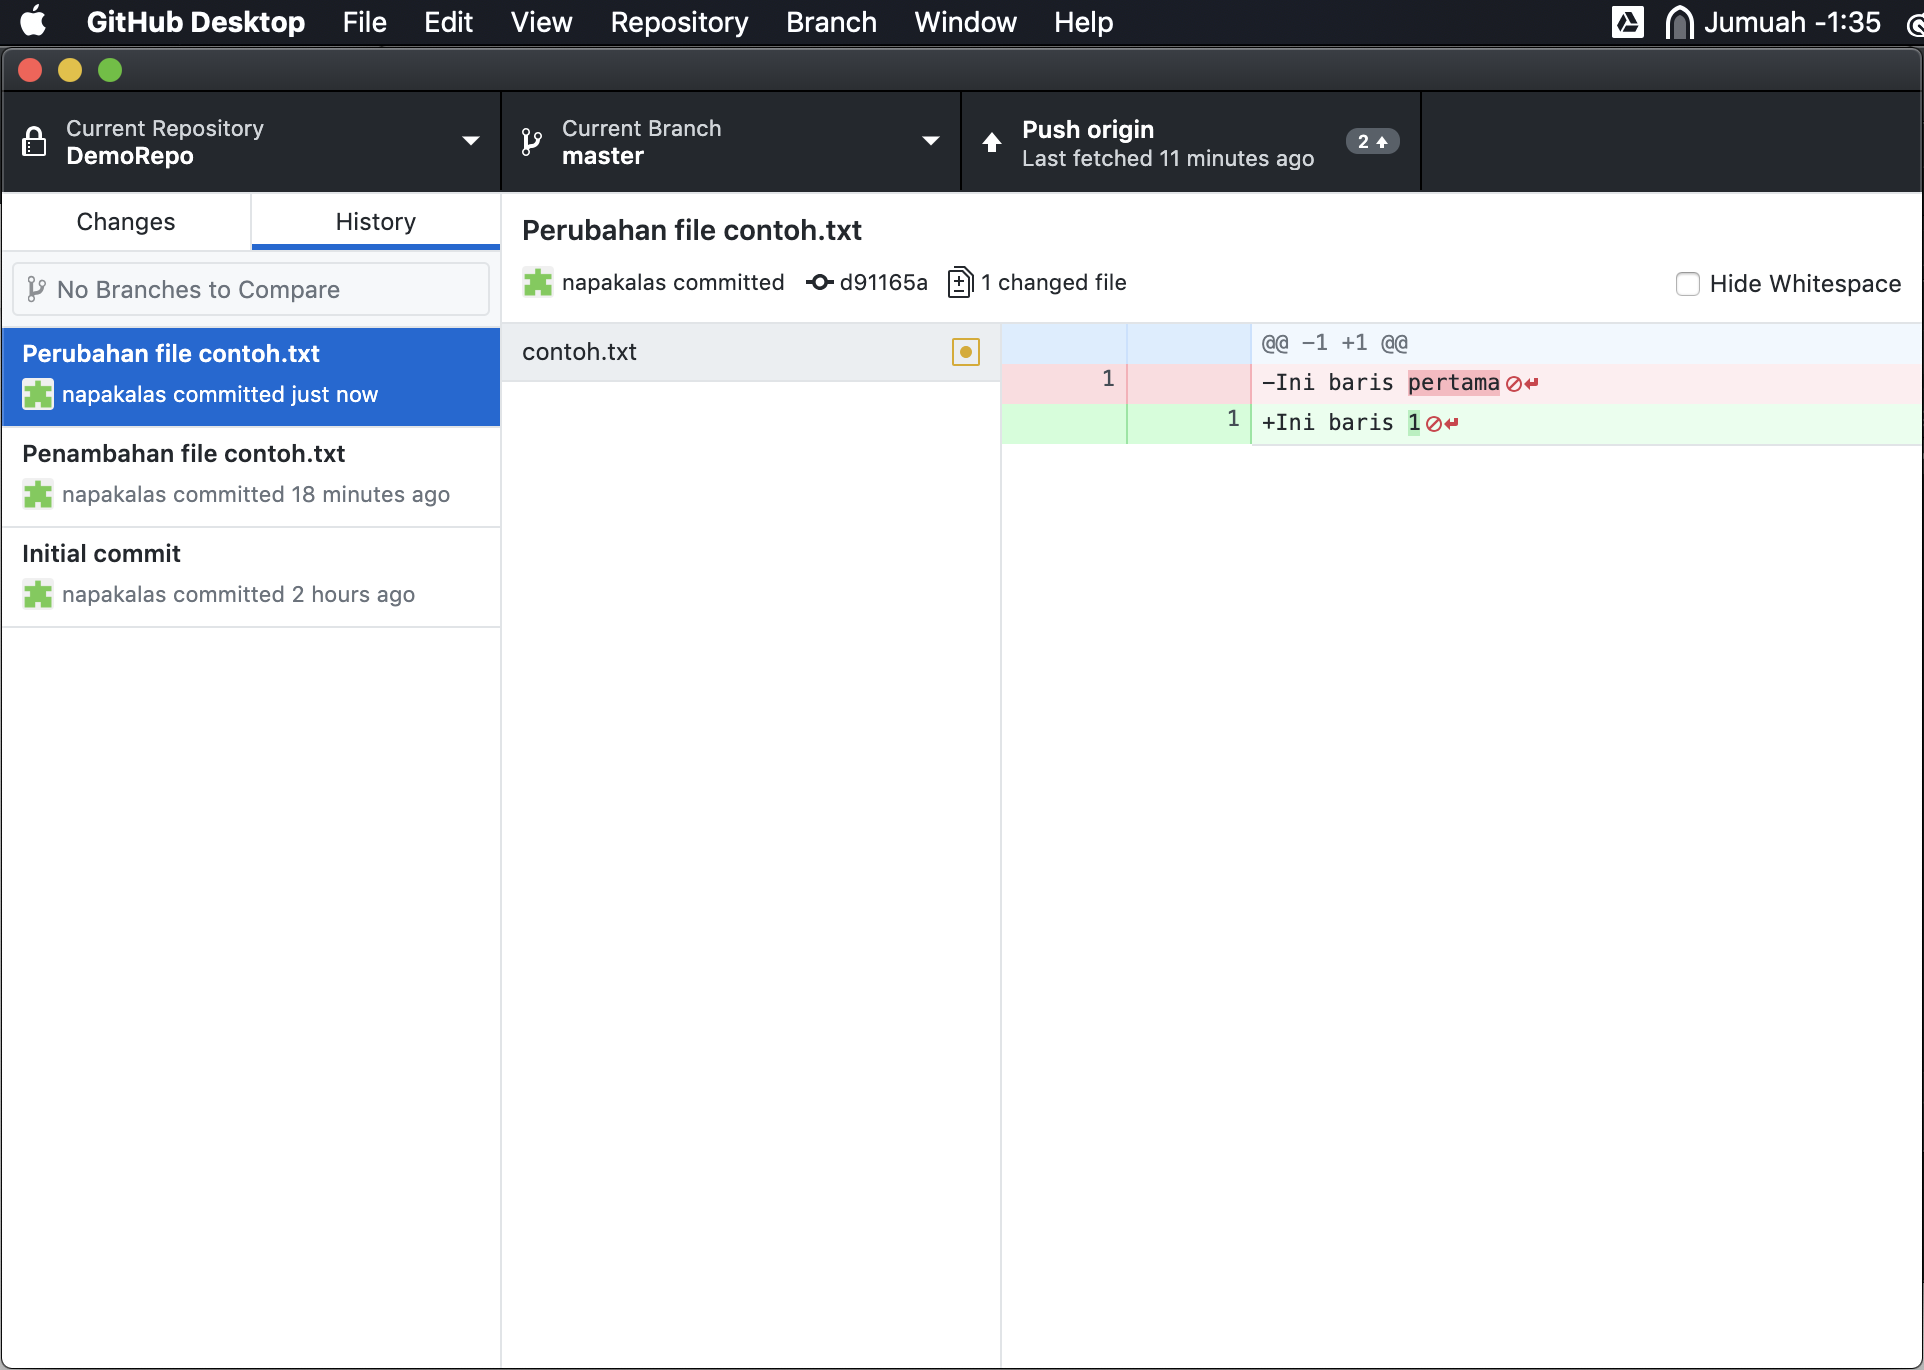 GitHub Desktop File Edit View Repository Branch Window Help Jumuah -1:35
Current Repository
DemoRepo
Current Branch
master
Push origin
Last fetched 11 minutes ago
2
Changes
History
No Branches to Compare
Perubahan file contoh.txt
napakalas committed just now
Penambahan file contoh.txt
napakalas committed 18 minutes ago
Initial commit
napakalas committed 2 hours ago
Perubahan file contoh.txt
napakalas committed d91165a 1 changed file
Hide Whitespace
contoh.txt
@@ -1 +1 @@
1 -Ini baris pertama
1 +Ini baris 1